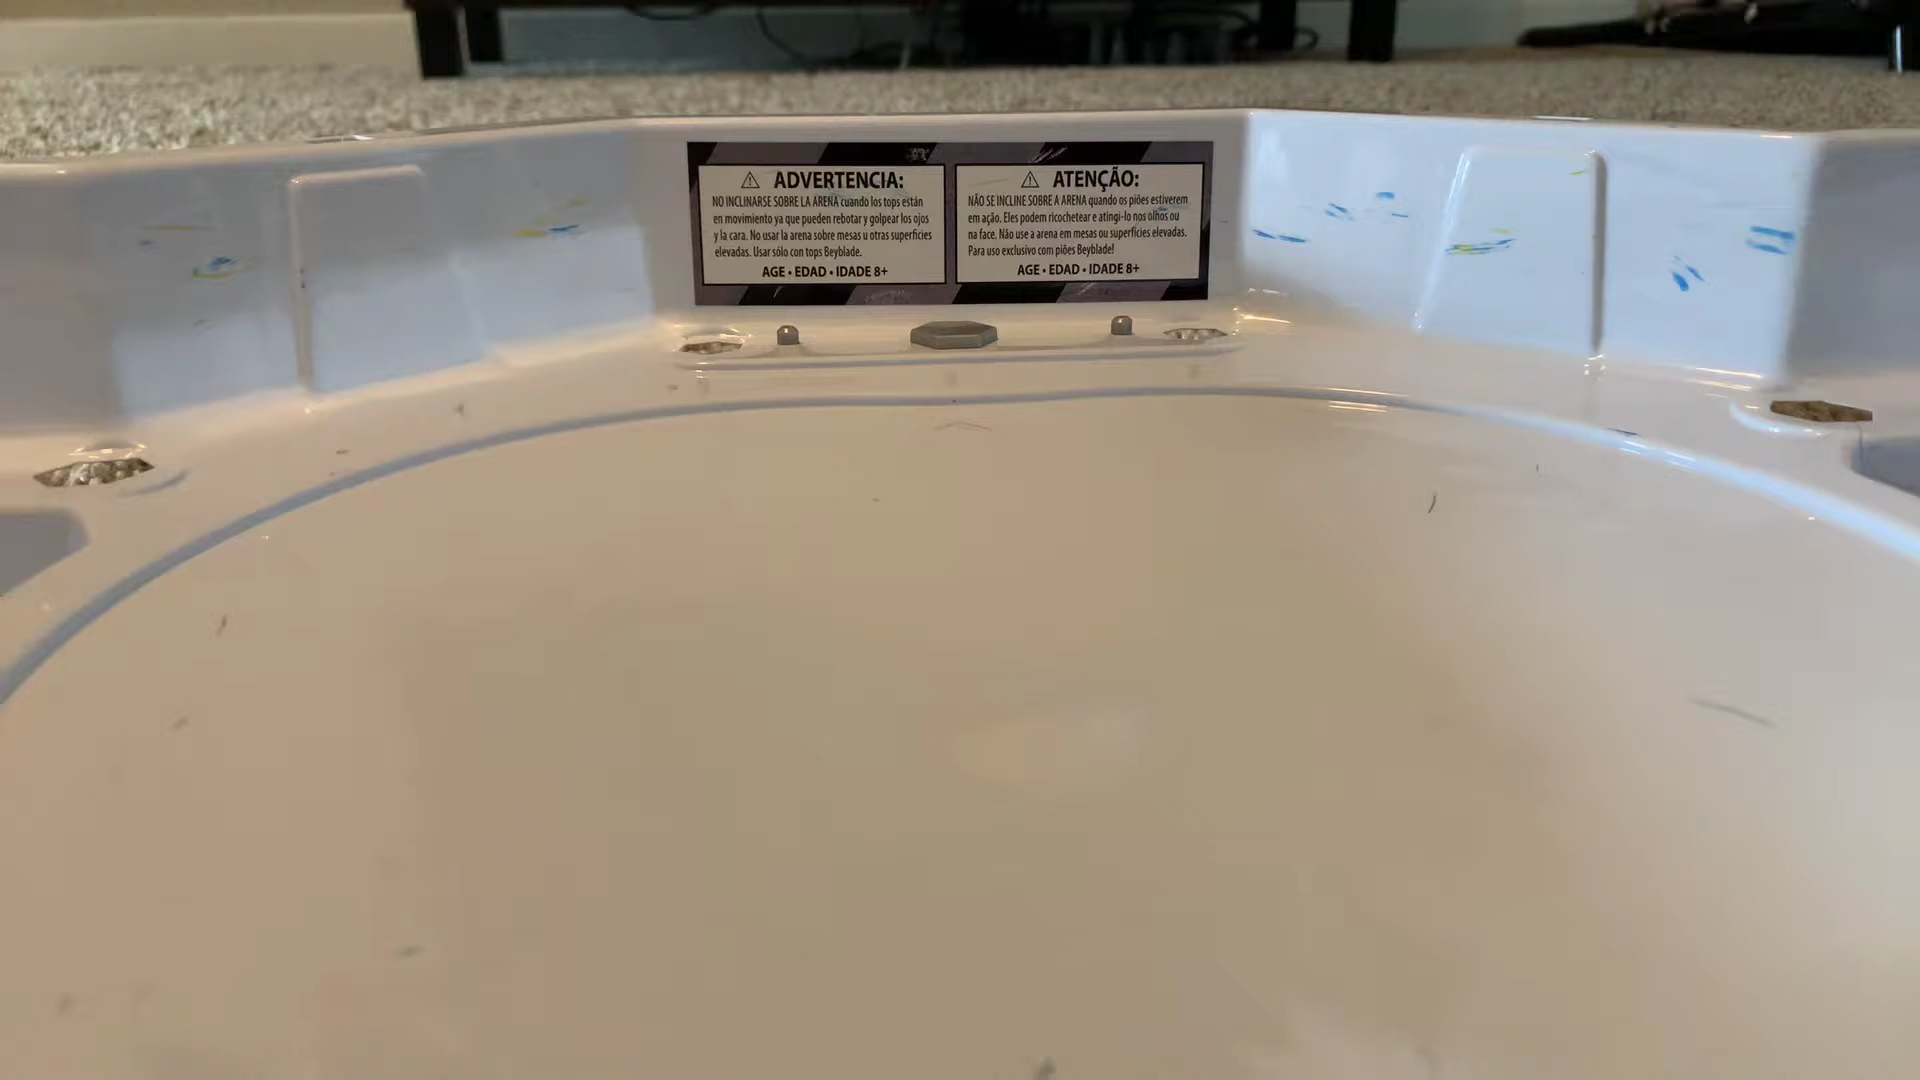 ADVERTENCIA:
NO INCLINARSE SOBRE LA ARENA cuando los tops están
en movimiento ya que pueden rebotar y golpear los ojos
y la cara. No usar la arena sobre mesas u otras superficies
elevadas. Usar sólo con tops Beyblade.
AGE • EDAD • IDADE 8+
ATENÇÃO:
NÃO SE INCLINE SOBRE A ARENA quando os piões estiverem
em ação. Eles podem ricochetear e atingi-lo nos olhos ou
na face. Não use a arena em mesas ou superfícies elevadas.
Para uso exclusivo com piões Beyblade!
AGE • EDAD • IDADE 8+